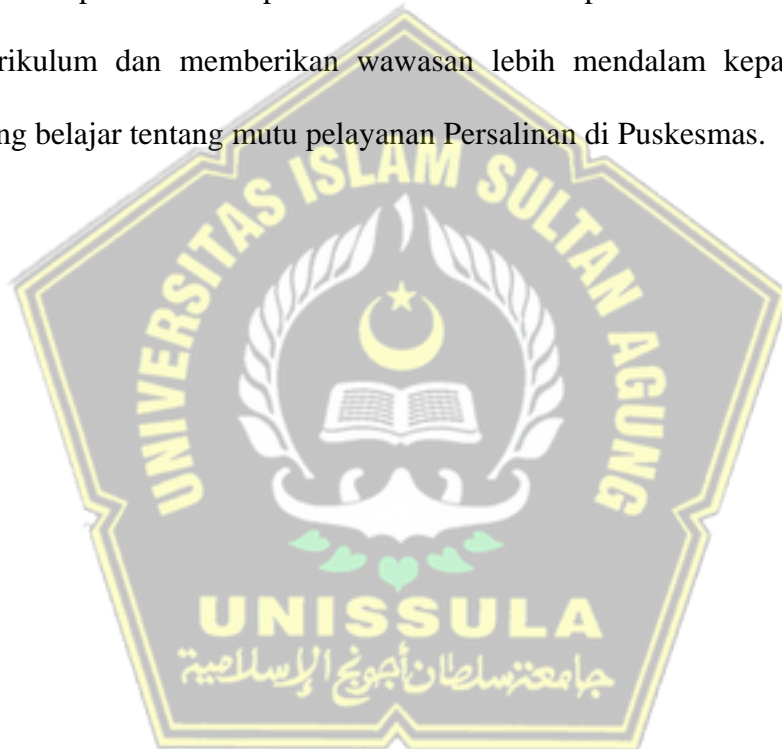 rikulum dan memberikan wawasan lebih mendalam kepa
ng belajar tentang mutu pelayanan Persalinan di Puskesmas.
UNIVERSITAS ISLAM SULTAN AGUNG
UNISSULA
جامعة سلطان أجونج الإسلامية